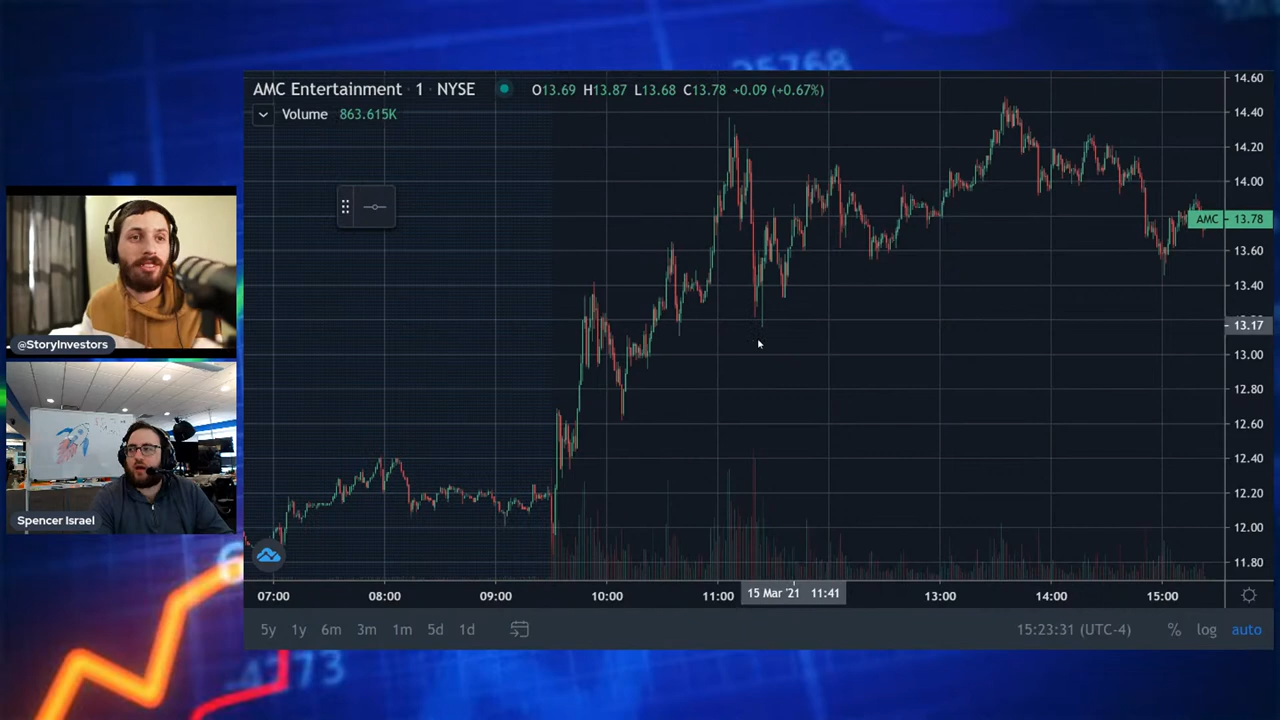 25768
AMC Entertainment · 1 · NYSE O13.69 H13.87 L13.68 C13.78 +0.09 (+0.67%)
Volume 863.615K
14.60
14.40
14.20
14.00
AMC 13.78
13.60
13.40
13.17
13.00
12.80
12.60
12.40
12.20
12.00
11.80
@StoryInvestors
Spencer Israel
07:00 08:00 09:00 10:00 11:00 15 Mar '21 11:41 13:00 14:00 15:00
5y 1y 6m 3m 1m 5d 1d 15:23:31 (UTC-4) % log auto
4773